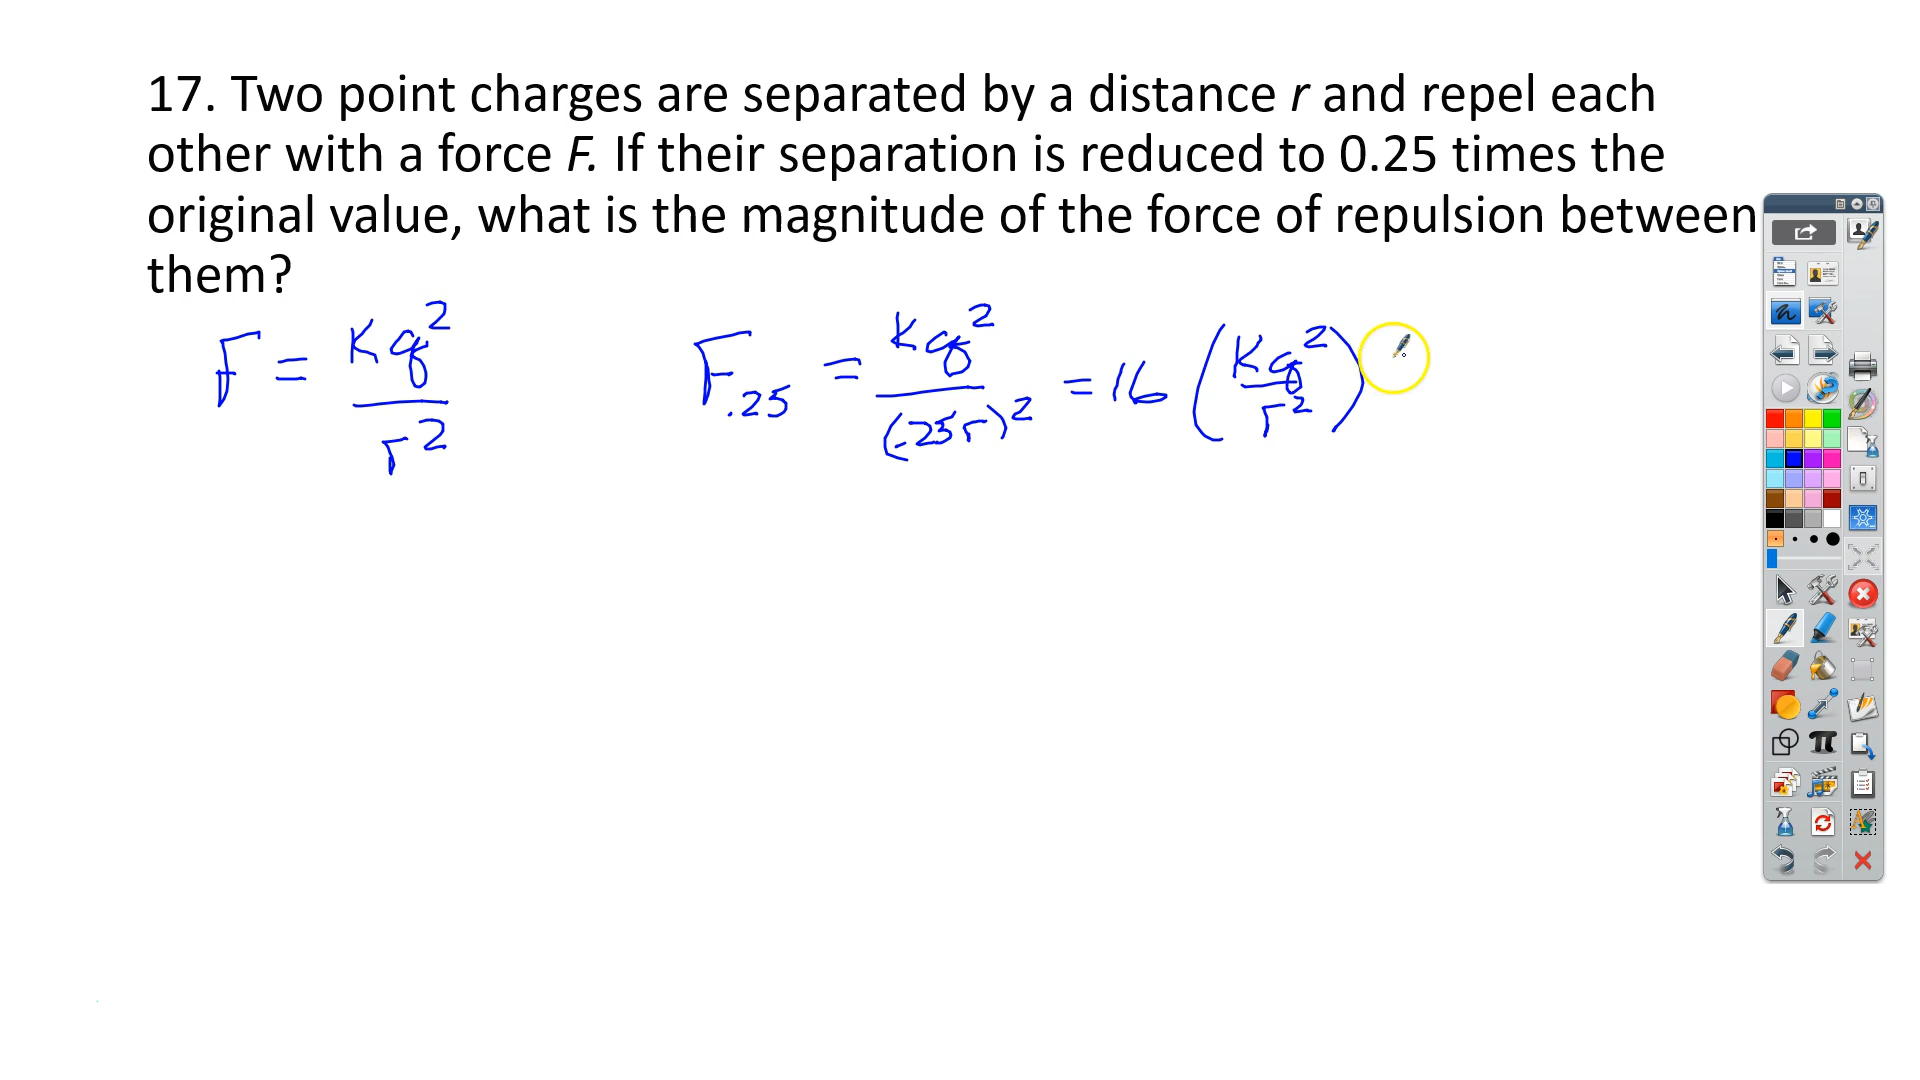 17. Two point charges are separated by a distance r and repel each
other with a force F. If their separation is reduced to 0.25 times the
original value, what is the magnitude of the force of repulsion between
them?
F = Kq²/r²
F.25 = Kq²/(.25r)² = 16 (Kq²/r²)